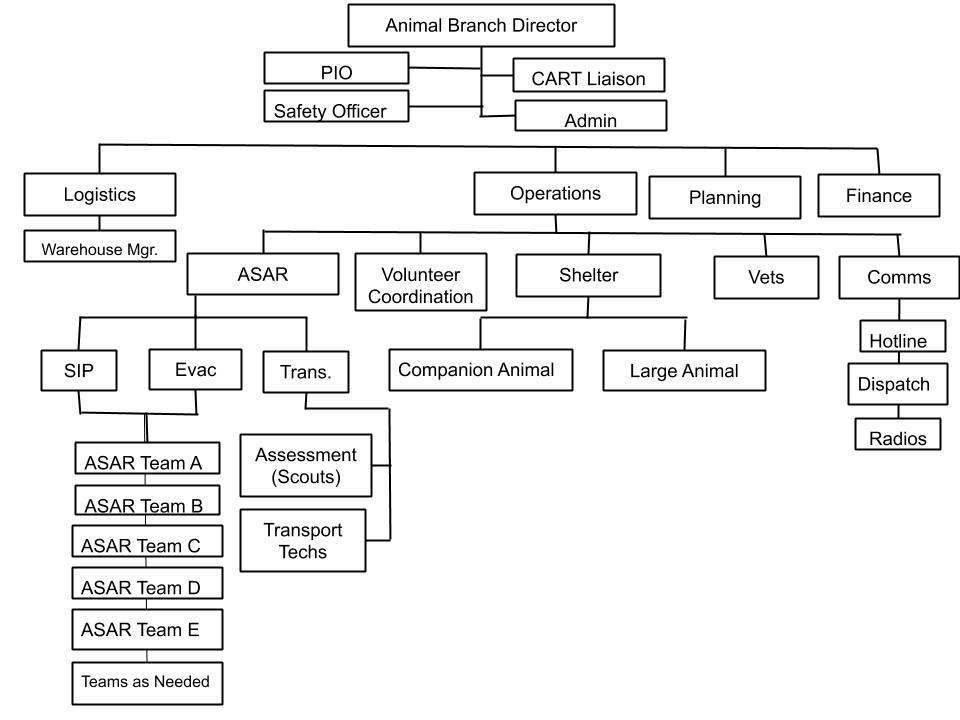 Animal Branch Director
PIO
CART Liaison
Safety Officer
Admin
Logistics
Operations
Planning
Finance
Warehouse Mgr.
ASAR
Volunteer
Coordination
Shelter
Vets
Comms
Hotline
SIP
Evac
Trans.
Companion Animal
Large Animal
Dispatch
Radios
ASAR Team A
Assessment
(Scouts)
ASAR Team B
Transport
Techs
ASAR Team C
ASAR Team D
ASAR Team E
Teams as Needed